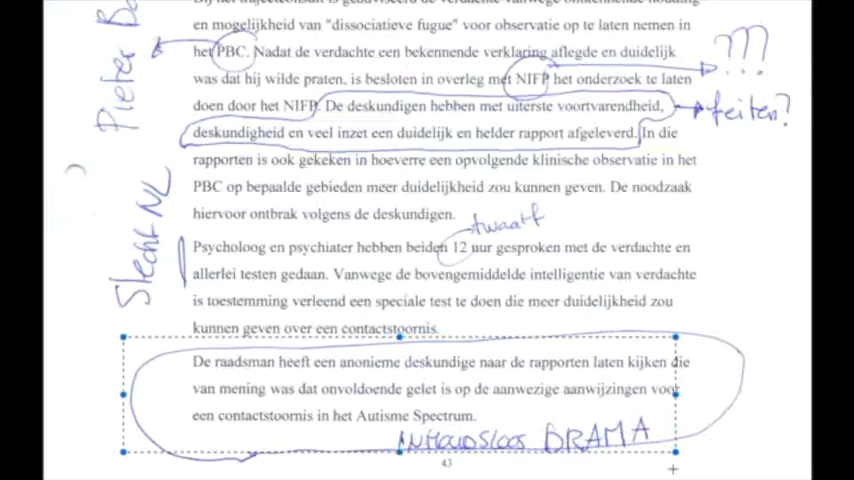 en mogelijkheid van "dissociatieve fugue" voor observatie op te laten nemen in
het PBC. Nadat de verdachte een bekennende verklaring aflegde en duidelijk
???
was dat hij wilde praten, is besloten in overleg met NIFP het onderzoek te laten
doen door het NIFP. De deskundigen hebben met uiterste voortvarendheid,
feiten?
deskundigheid en veel inzet een duidelijk en helder rapport afgeleverd. In die
rapporten is ook gekeken in hoeverre een opvolgende klinische observatie in het
PBC op bepaalde gebieden meer duidelijkheid zou kunnen geven. De noodzaak
hiervoor ontbrak volgens de deskundigen.
twaalf
Psycholoog en psychiater hebben beiden 12 uur gesproken met de verdachte en
allerlei testen gedaan. Vanwege de bovengemiddelde intelligentie van verdachte
is toestemming verleend een speciale test te doen die meer duidelijkheid zou
kunnen geven over een contactstoornis.
De raadsman heeft een anonieme deskundige naar de rapporten laten kijken die
van mening was dat onvoldoende gelet is op de aanwezige aanwijzingen voor
een contactstoornis in het Autisme Spectrum.
INHOUDSLOOS DRAMA
43
Pieter
Slecht NL